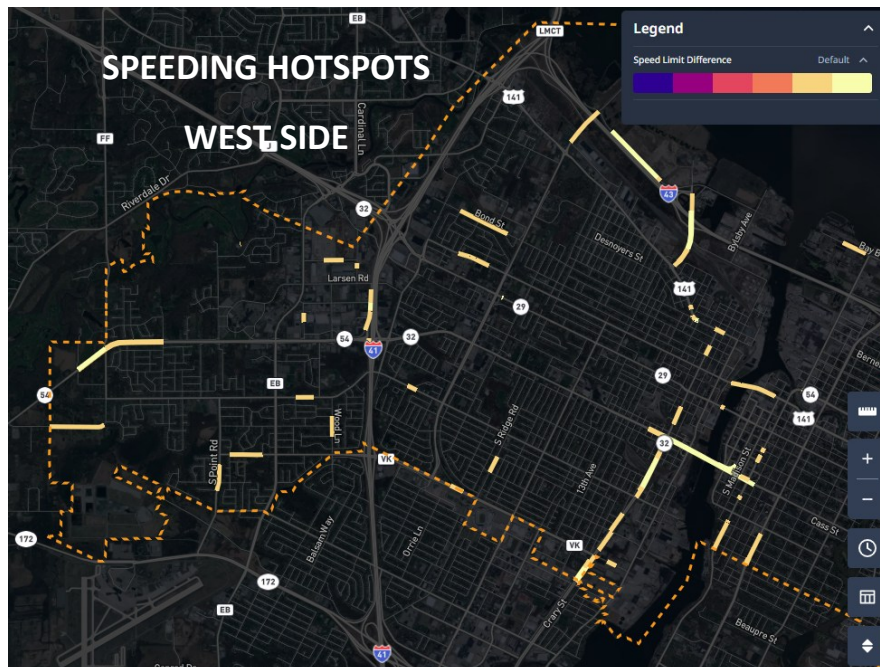 SPEEDING HOTSPOTS
WEST SIDE
Legend
Speed Limit Difference
Default
EB
LMCT
141
FF
Cardinal Ln
J
Riverdale Dr
32
43
Bond St
Desnoyers St
Bylsby Ave
Bay B
Larsen Rd
141
29
54
32
41
Berne
29
54
EB
54
141
Wood Ln
S Ridge Rd
32
S Point Rd
VK
13th Ave
S Madison St
Cass St
Balsam Way
Orrie Ln
172
VK
172
Crary St
EB
Beaupre St
41